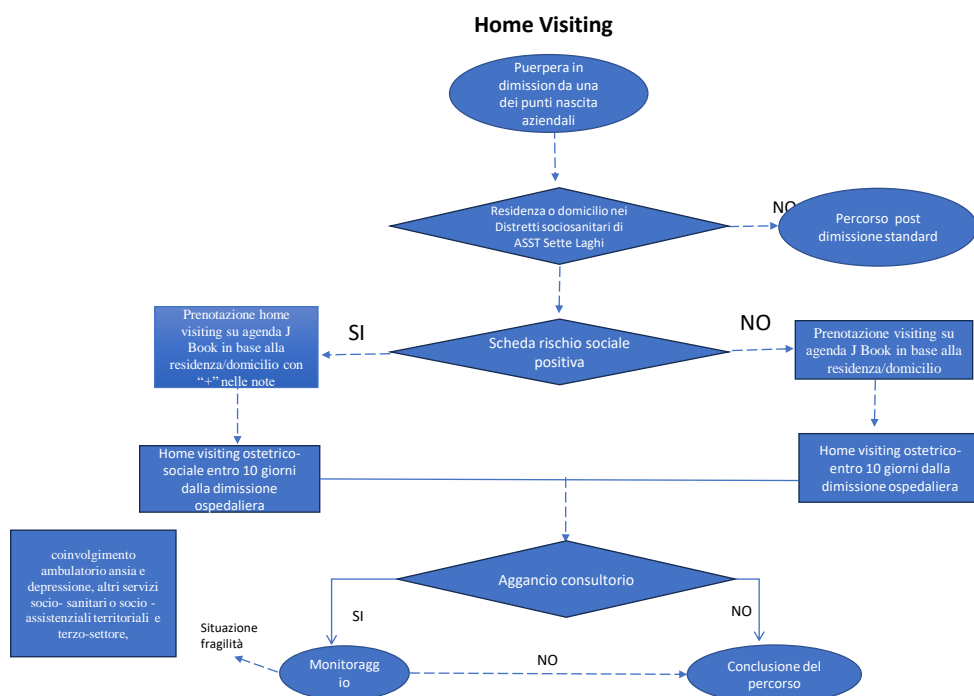 Home Visiting
Puerpera in
dimission da una
dei punti nascita
aziendali
Residenza o domicilio nei
Distretti sociosanitari di
ASST Sette Laghi
NO
Percorso post
dimissione standard
Prenotazione home
visiting su agenda J
Book in base alla
residenza/domicilio con
“+” nelle note
SI
Scheda rischio sociale
positiva
NO
Prenotazione visiting su
agenda J Book in base alla
residenza/domicilio
Home visiting ostetrico-
sociale entro 10 giorni
dalla dimissione
ospedaliera
Home visiting ostetrico-
entro 10 giorni dalla
dimissione ospedaliera
coinvolgimento
ambulatorio ansia e
depressione, altri servizi
socio- sanitari o socio -
assistenziali territoriali e
terzo-settore,
Aggancio consultorio
SI
NO
Situazione
fragilità
Monitoragg
io
NO
Conclusione del
percorso